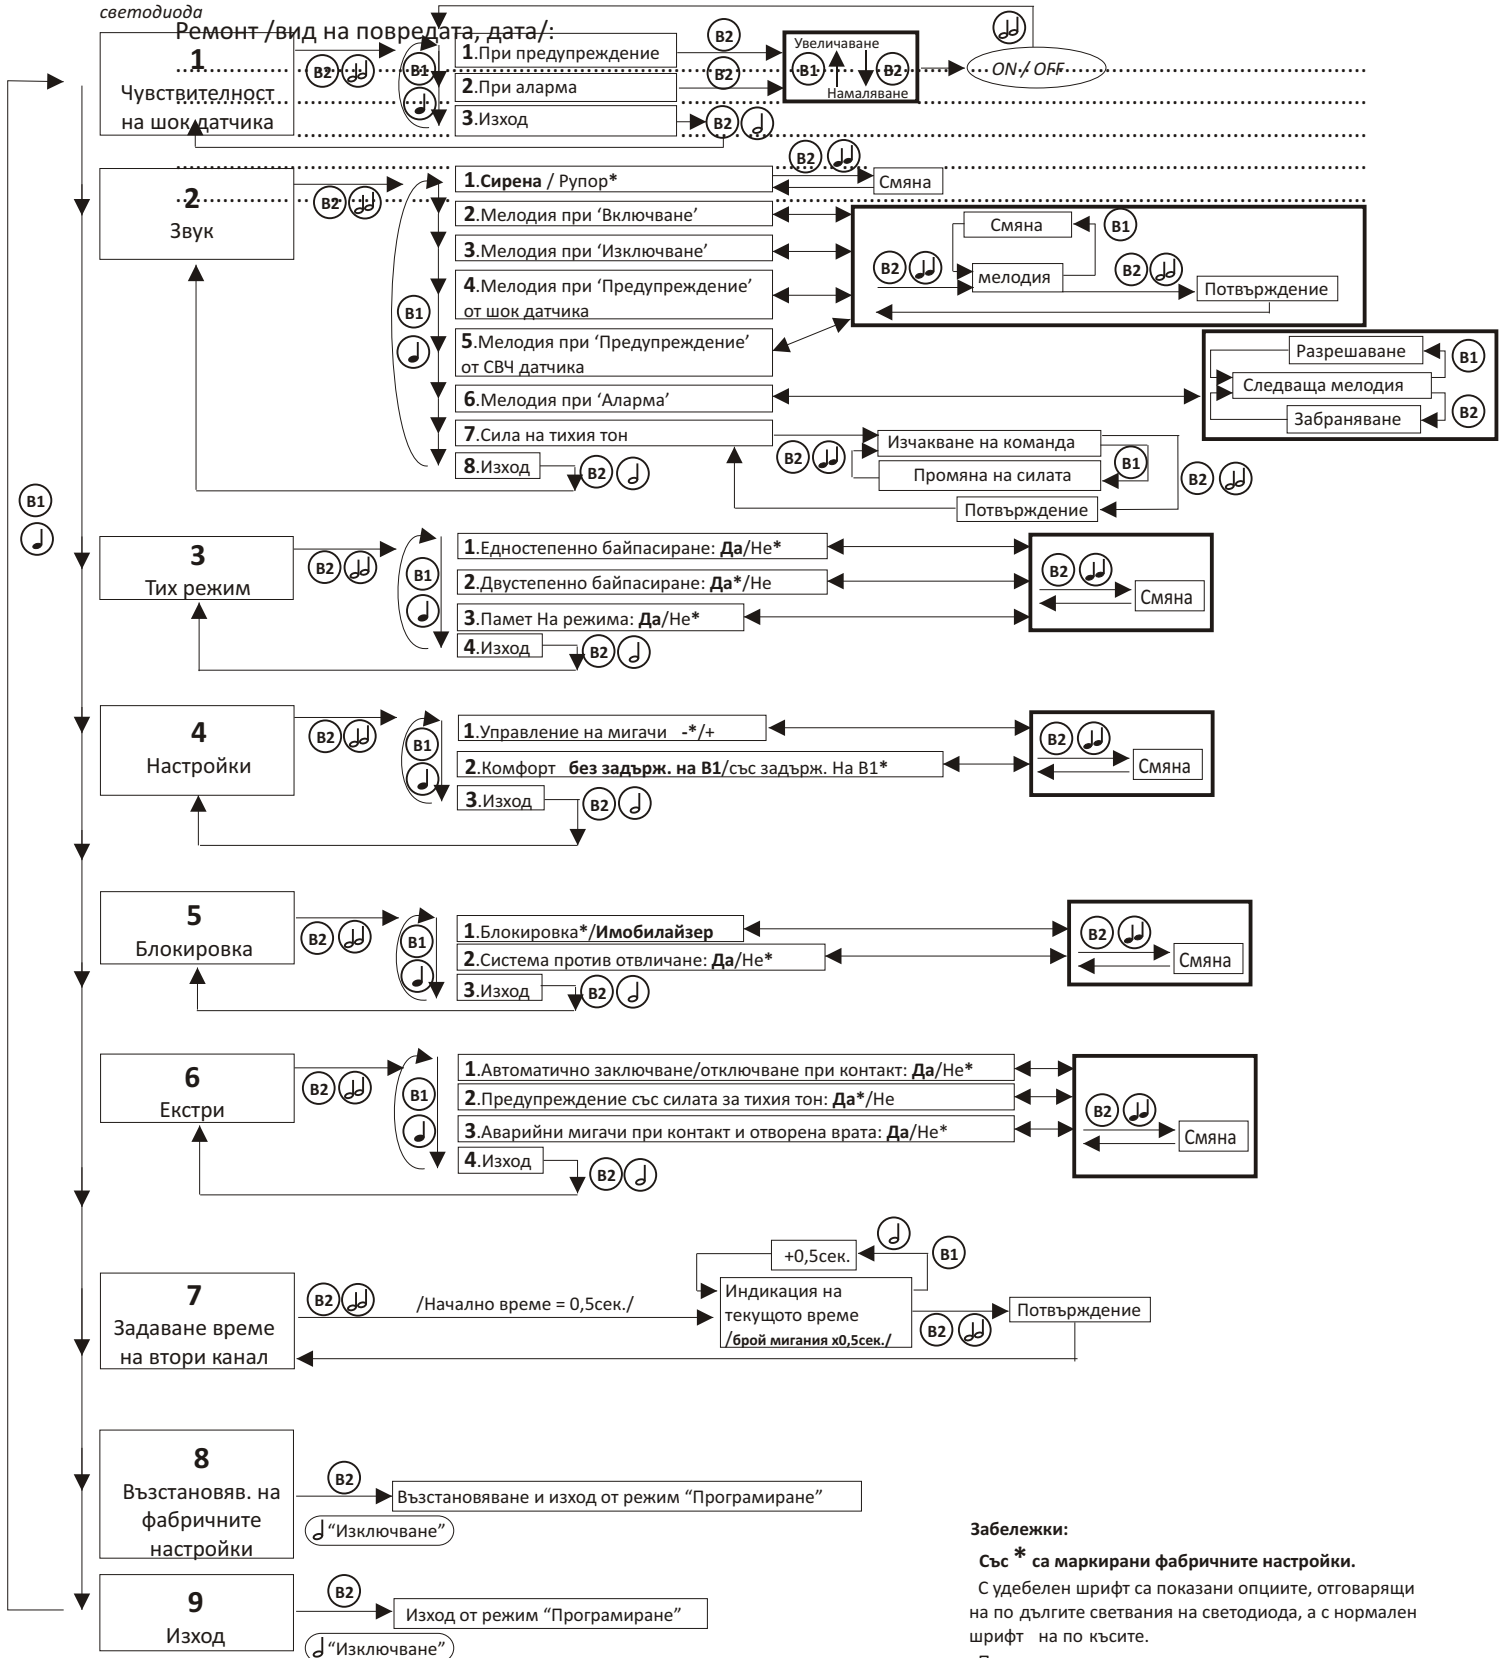 светодиода
Ремонт /вид на повредата, дата/:
1
Чувствителност
на шок датчика
B2
B1
1.При предупреждение
2.При аларма
3.Изход
B2
B2
B2
Увеличаване
B1
B2
Намаляване
ON / OFF
2
Звук
B2
B1
1.Сирена / Рупор*
B2
Смяна
2.Мелодия при ‘Включване’
3.Мелодия при ‘Изключване’
4.Мелодия при ‘Предупреждение’
от шок датчика
5.Мелодия при ‘Предупреждение’
от СВЧ датчика
6.Мелодия при ‘Аларма’
7.Сила на тихия тон
8.Изход
B2
Смяна
B1
B2
мелодия
B2
Потвърждение
Разрешаване
B1
Следваща мелодия
Забраняване
B2
B2
Изчакване на команда
B1
Промяна на силата
B2
Потвърждение
B1
3
Тих режим
B2
B1
1.Едностепенно байпасиране: Да/Не*
2.Двустепенно байпасиране: Да*/Не
3.Памет На режима: Да/Не*
4.Изход
B2
B2
Смяна
4
Настройки
B2
B1
1.Управление на мигачи -*/+
2.Комфорт без задърж. на В1/със задърж. На В1*
3.Изход
B2
B2
Смяна
5
Блокировка
B2
B1
1.Блокировка*/Имобилайзер
2.Система против отвличане: Да/Не*
3.Изход
B2
B2
Смяна
6
Екстри
B2
B1
1.Автоматично заключване/отключване при контакт: Да/Не*
2.Предупреждение със силата за тихия тон: Да*/Не
3.Аварийни мигачи при контакт и отворена врата: Да/Не*
4.Изход
B2
B2
Смяна
7
Задаване време
на втори канал
B2
/Начално време = 0,5сек./
+0,5сек.
B1
Индикация на
текущото време
/брой мигания х0,5сек./
B2
Потвърждение
8
Възстановяв. на
фабричните
настройки
B2
Възстановяване и изход от режим “Програмиране”
“Изключване”
9
Изход
B2
Изход от режим “Програмиране”
“Изключване”
Забележки:
Със * са маркирани фабричните настройки.
С удебелен шрифт са показани опциите, отговарящи
на по дългите светвания на светодиода, а с нормален
шрифт на по късите.